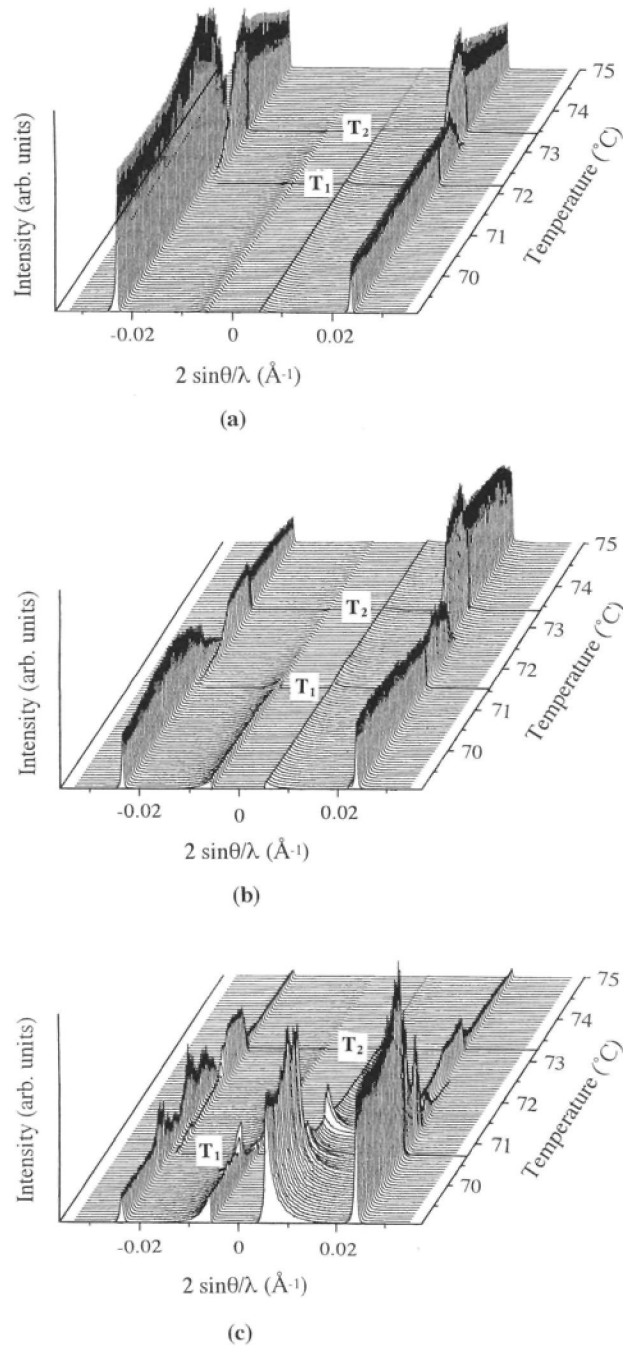 Intensity (arb. units)
T₂
T₁
75
74
73
72
71
70
Temperature (°C)
-0.02
0
0.02
2 sinθ/λ (Å⁻¹)
(a)
Intensity (arb. units)
T₂
T₁
75
74
73
72
71
70
Temperature (°C)
-0.02
0
0.02
2 sinθ/λ (Å⁻¹)
(b)
Intensity (arb. units)
T₂
T₁
75
74
73
72
71
70
Temperature (°C)
-0.02
0
0.02
2 sinθ/λ (Å⁻¹)
(c)